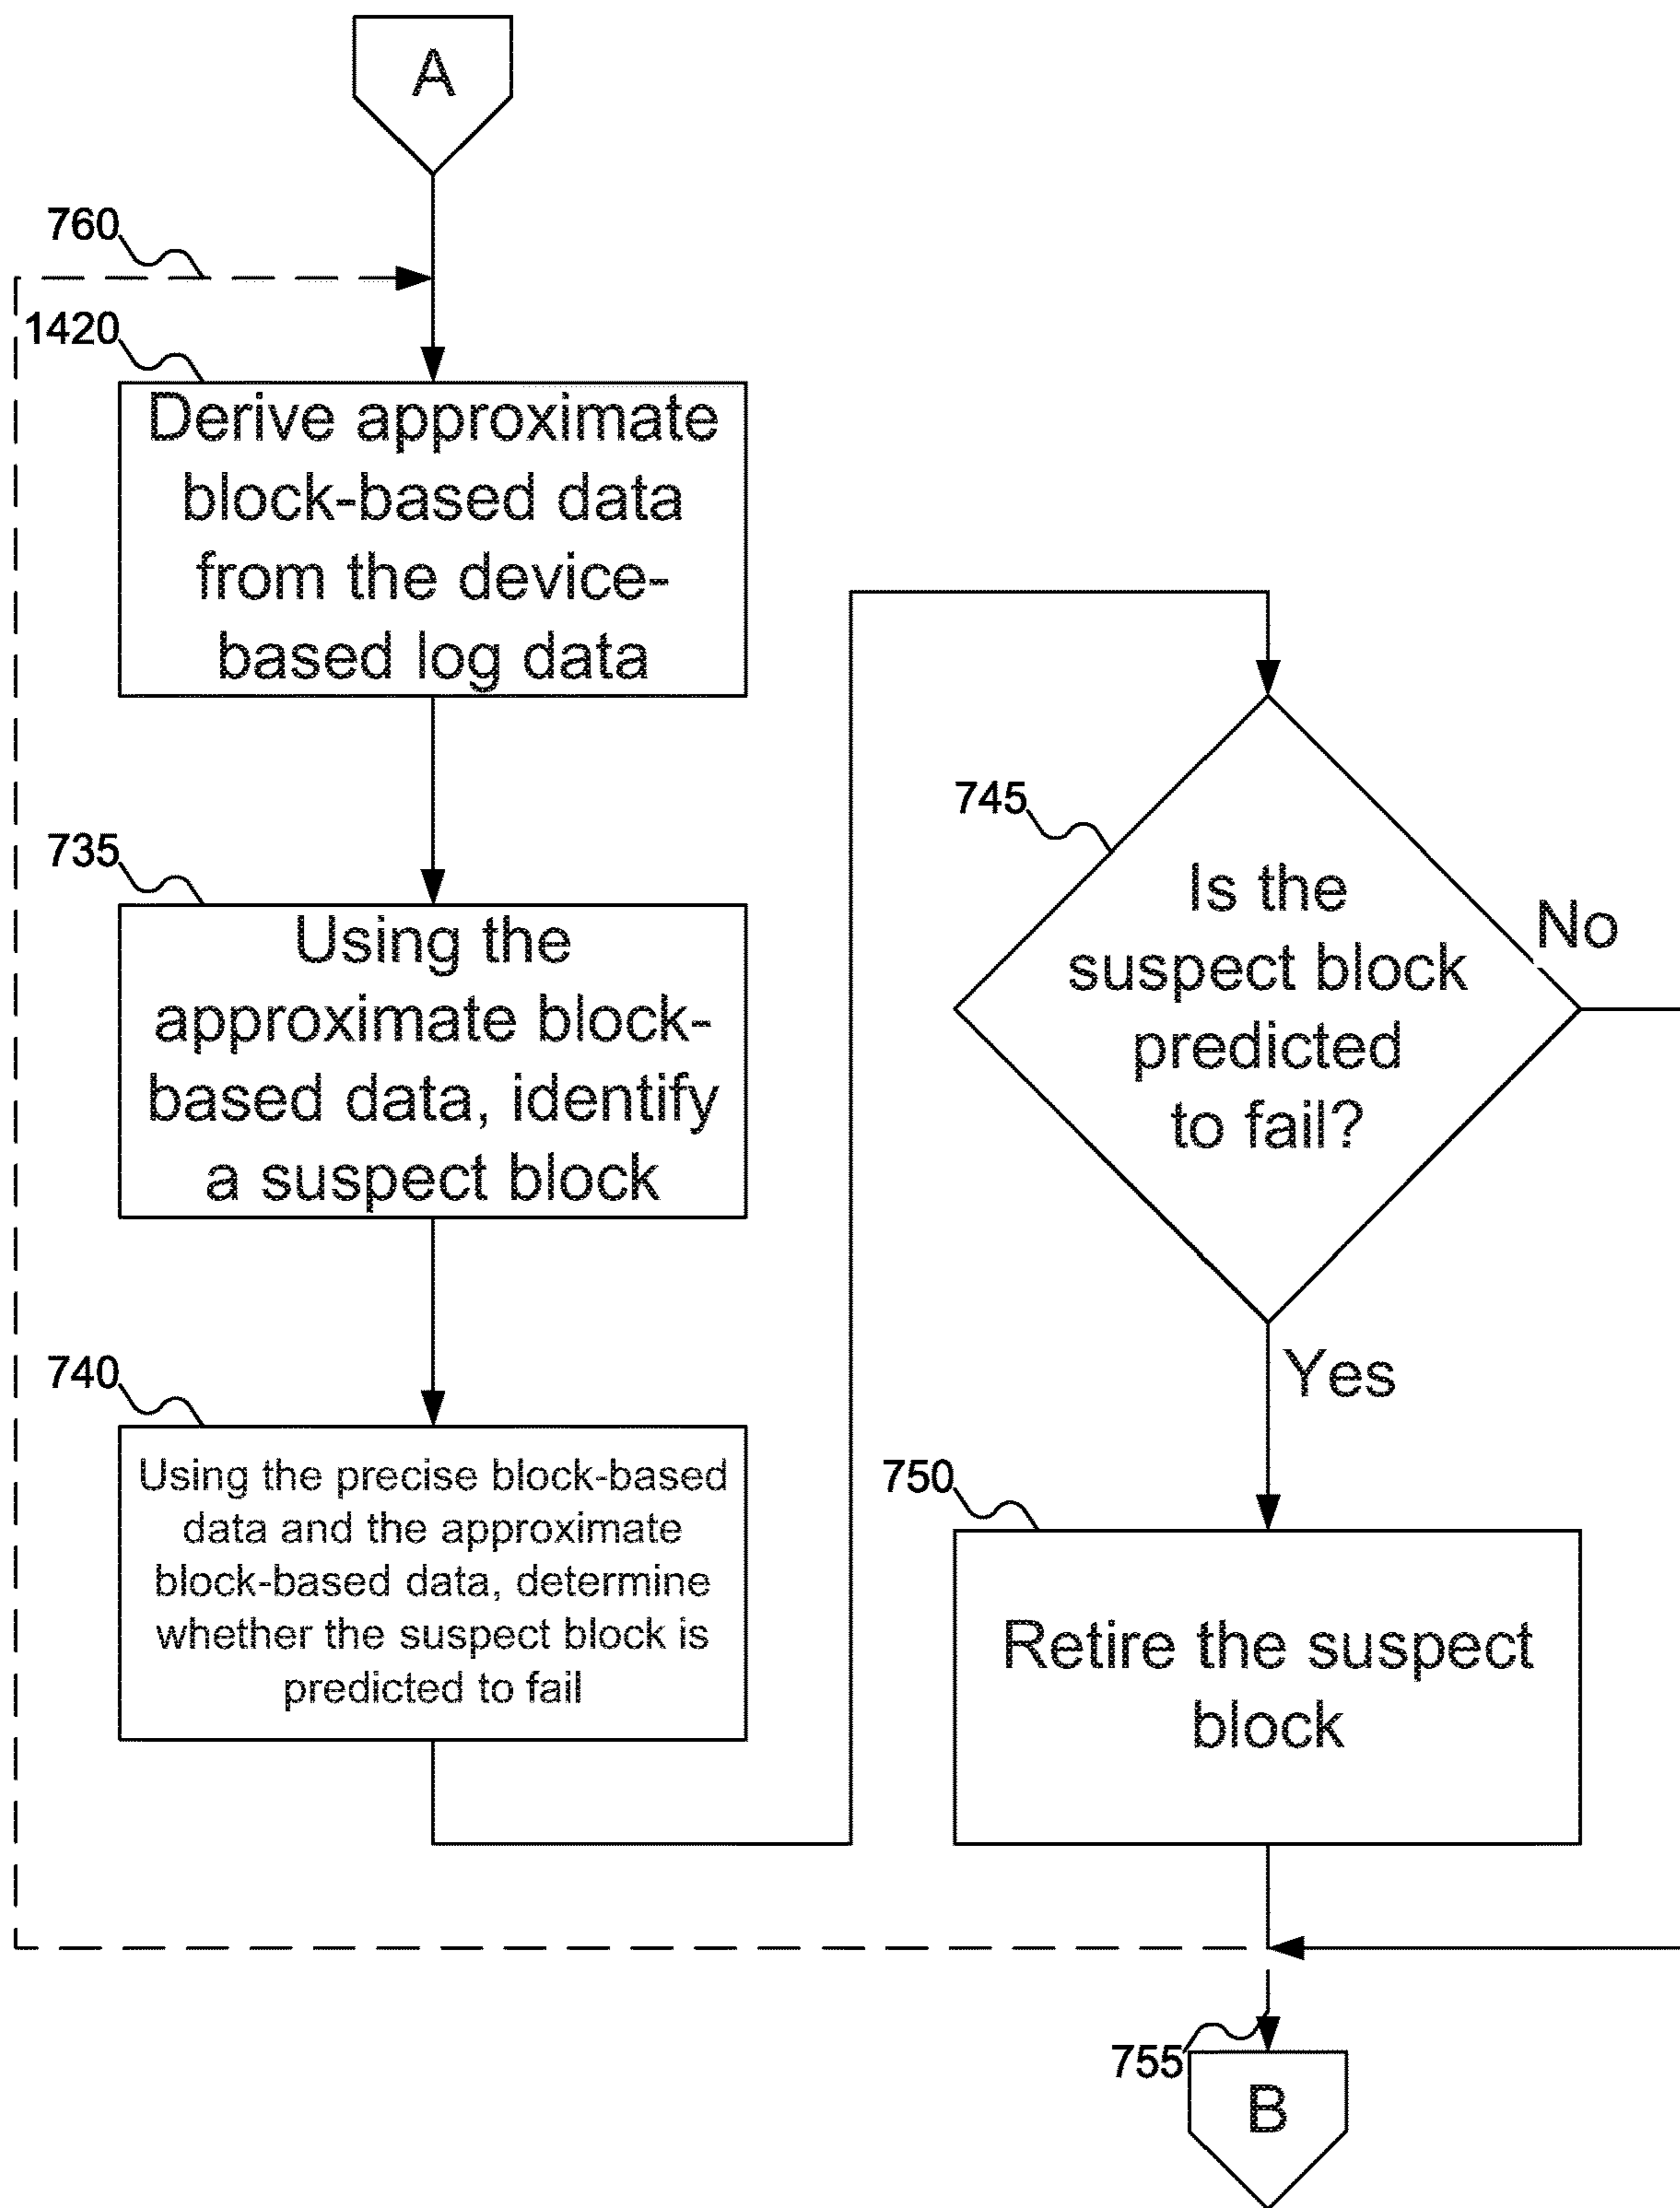 A
760
1420
Derive approximate
block-based data
from the device-
based log data
735
Using the
approximate block-
based data, identify
a suspect block
740
Using the precise block-based
data and the approximate
block-based data, determine
whether the suspect block is
predicted to fail
745
Is the
suspect block
predicted
to fail?
No
Yes
750
Retire the suspect
block
755
B